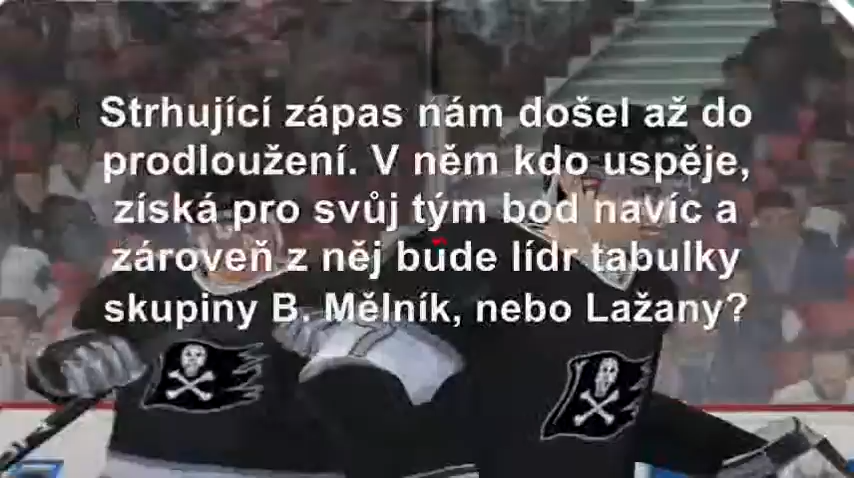 Strhující zápas nám došel až do
prodloužení. V něm kdo uspěje,
získá pro svůj tým bod navíc a
zároveň z něj bude lídr tabulky
skupiny B. Mělník, nebo Lažany?